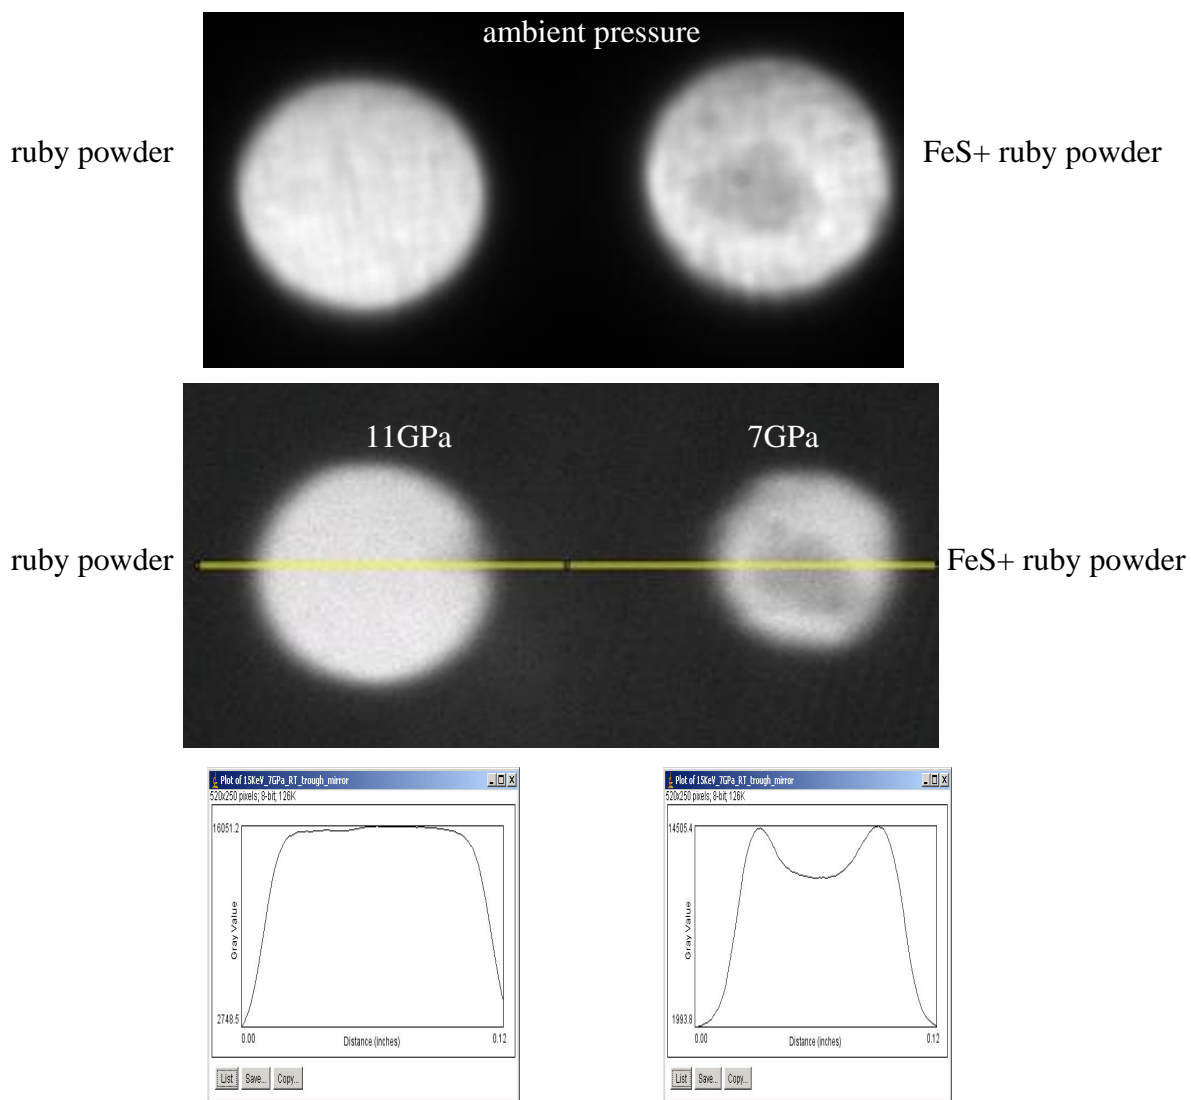 ambient pressure
ruby powder
FeS+ ruby powder
11GPa
7GPa
ruby powder
FeS+ ruby powder
Plot of 15KeV_7GPa_RT_trough_mirror
520x250 pixels; 8-bit; 126K
16051.2
Gray Value
2748.5
0.00
Distance (inches)
0.12
List
Save...
Copy...
Plot of 15KeV_7GPa_RT_trough_mirror
520x250 pixels; 8-bit; 126K
14505.4
Gray Value
1993.8
0.00
Distance (inches)
0.12
List
Save...
Copy...